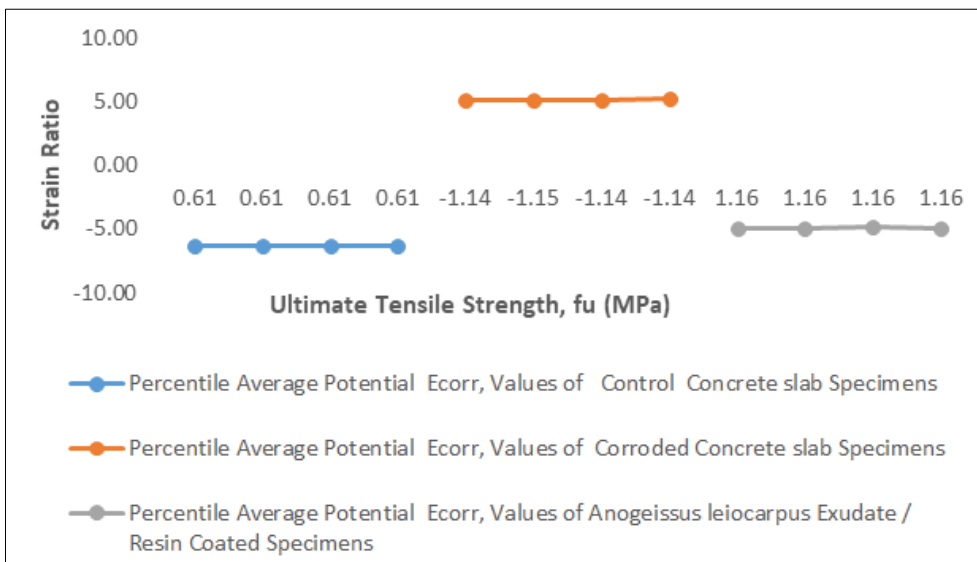 10.00
5.00
0.00
-5.00
-10.00
Strain Ratio
0.61 0.61 0.61 0.61 -1.14 -1.15 -1.14 -1.14 1.16 1.16 1.16 1.16
Ultimate Tensile Strength, fu (MPa)
Percentile Average Potential Ecorr, Values of Control Concrete slab Specimens
Percentile Average Potential Ecorr, Values of Corroded Concrete slab Specimens
Percentile Average Potential Ecorr, Values of Anogeissus leiocarpus Exudate /
Resin Coated Specimens